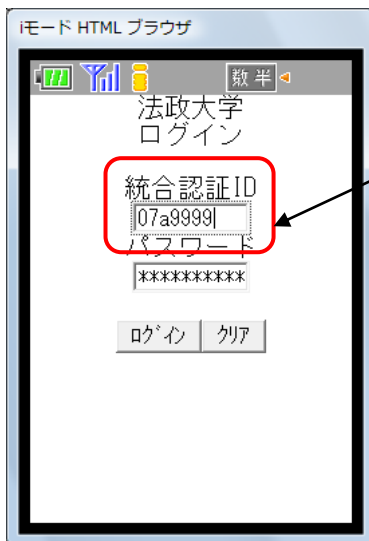 iモード HTML ブラウザ
数 半
法政大学
ログイン
統合認証ID
07a9999
パスワード
**********
ﾛｸﾞｲﾝ ｸﾘｱ